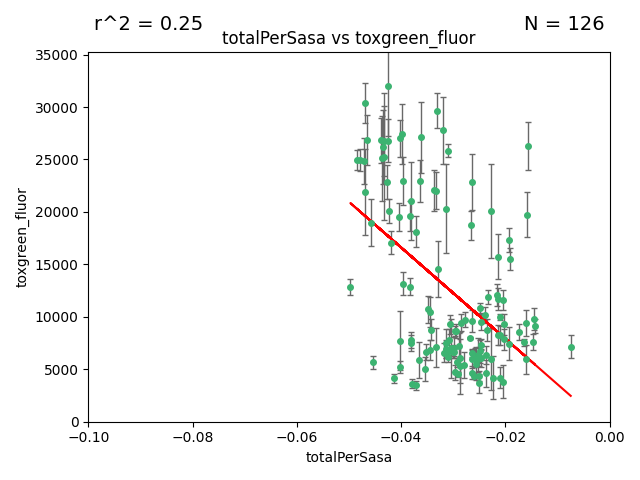 r^2 = 0.25
N = 126
totalPerSasa vs toxgreen_fluor
35000
30000
25000
20000
15000
10000
5000
0
toxgreen_fluor
−0.10
−0.08
−0.06
−0.04
−0.02
0.00
totalPerSasa